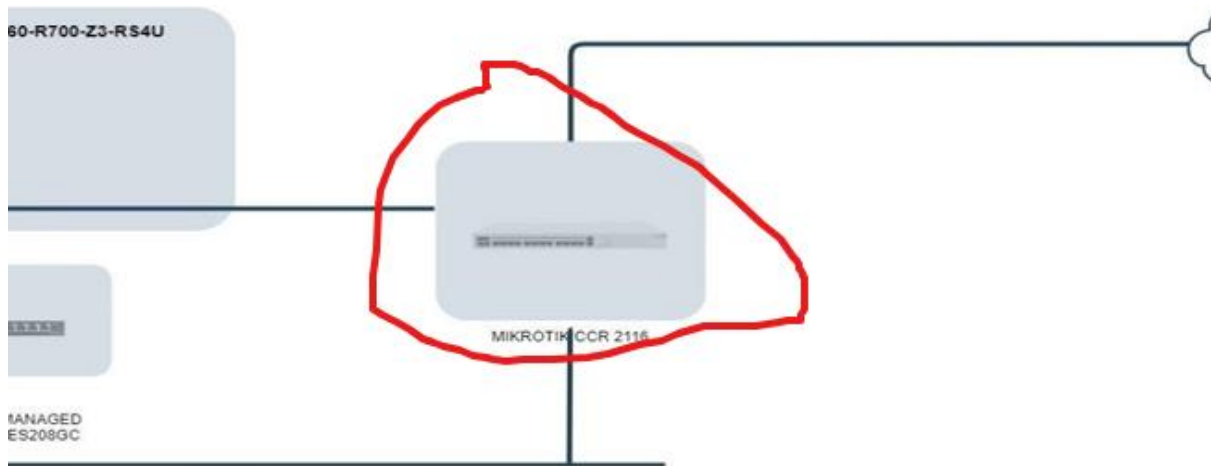 60-R700-Z3-RS4U
MIKROTIK CCR 2116
MANAGED
ES208GC